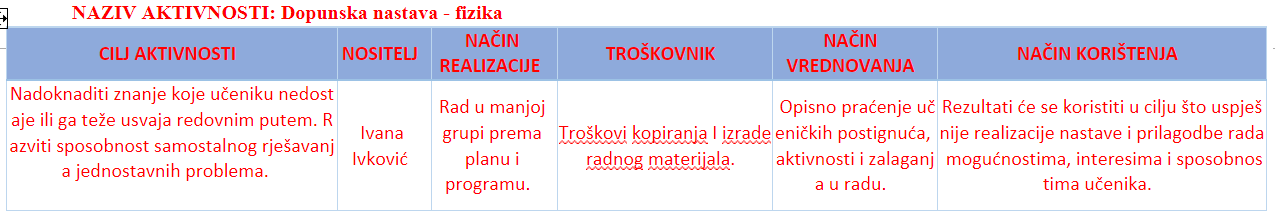 NAZIV AKTIVNOSTI: Dopunska nastava - fizika
CILJ AKTIVNOSTI
NOSITELJ
NAČIN
REALIZACIJE
TROŠKOVNIK
NAČIN
VREDNOVANJA
NAČIN KORIŠTENJA
Nadoknaditi znanje koje učeniku nedost
aje ili ga teže usvaja redovnim putem. R
azviti sposobnost samostalnog rješavanj
a jednostavnih problema.
Ivana
Ivković
Rad u manjoj
grupi prema
planu i
programu.
Troškovi kopiranja I izrade
radnog materijala.
Opisno praćenje uč
eničkih postignuća,
aktivnosti i zalaganj
a u radu.
Rezultati će se koristiti u cilju što uspješ
nije realizacije nastave i prilagodbe rada
mogućnostima, interesima i sposobnos
tima učenika.